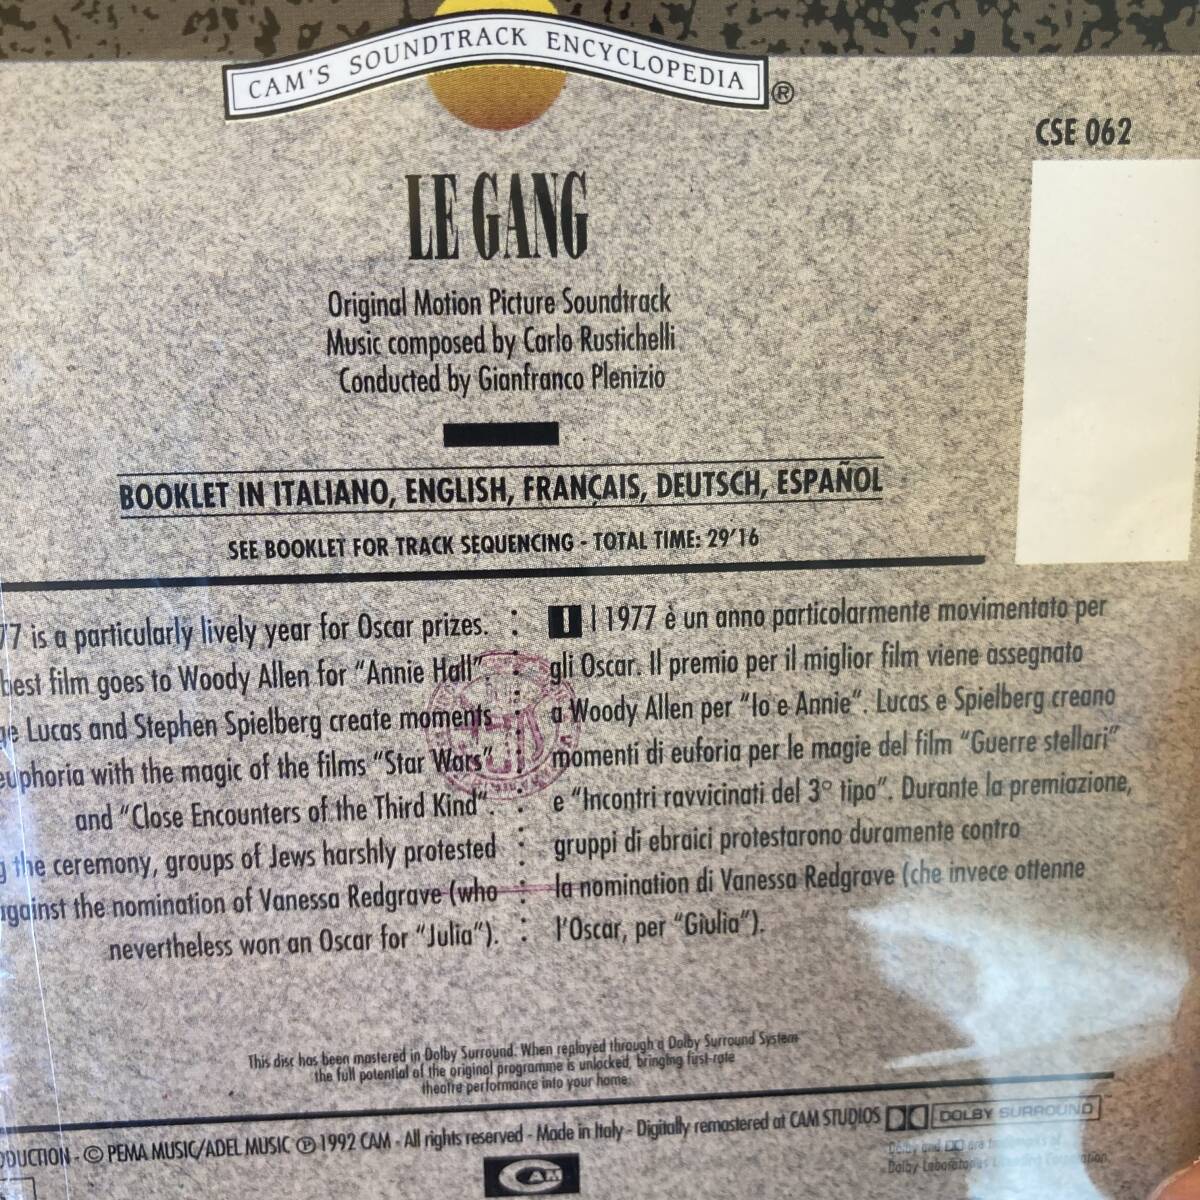 CAM'S SOUNDTRACK ENCYCLOPEDIA ®
CSE 062
LE GANG
Original Motion Picture Soundtrack
Music composed by Carlo Rustichelli
Conducted by Gianfranco Plenizio
BOOKLET IN ITALIANO, ENGLISH, FRANÇAIS, DEUTSCH, ESPAÑOL
SEE BOOKLET FOR TRACK SEQUENCING - TOTAL TIME: 29'16
77 is a particularly lively year for Oscar prizes.
best film goes to Woody Allen for "Annie Hall".
Lucas and Stephen Spielberg create moments
euphoria with the magic of the films "Star Wars"
and "Close Encounters of the Third Kind".
the ceremony, groups of Jews harshly protested
against the nomination of Vanessa Redgrave (who
nevertheless won an Oscar for "Julia").
I l 1977 è un anno particolarmente movimentato per
gli Oscar. Il premio per il miglior film viene assegnato
a Woody Allen per "Io e Annie". Lucas e Spielberg creano
momenti di euforia per le magie del film "Guerre stellari"
e "Incontri ravvicinati del 3° tipo". Durante la premiazione,
gruppi di ebraici protestarono duramente contro
la nomination di Vanessa Redgrave (che invece ottenne
l'Oscar, per "Giulia").
This disc has been mastered in Dolby Surround. When replayed through a Dolby Surround System
the full potential of the original programme is unlocked, bringing first-rate
theatre performance into your home.
DUCTION - © PEMA MUSIC/ADEL MUSIC ℗ 1992 CAM - All rights reserved - Made in Italy - Digitally remastered at CAM STUDIOS DOLBY SURROUND
Dolby and are trademarks of
Dolby Laboratories Licensing Corporation.
CAM